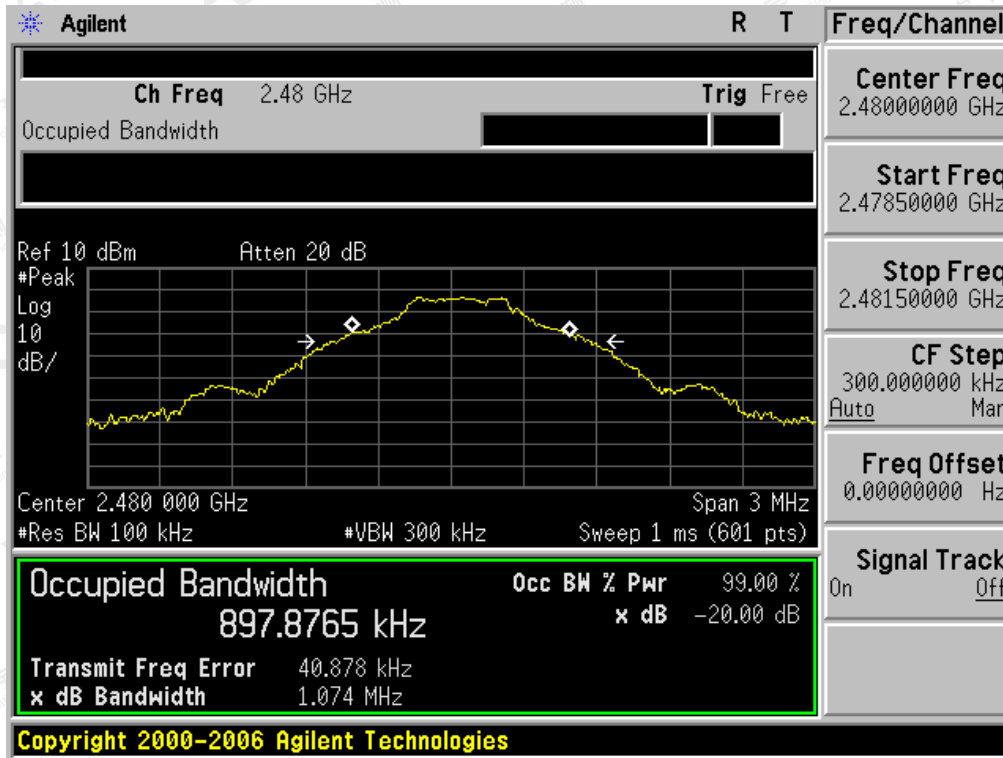 Agilent R T Freq/Channel
Ch Freq 2.48 GHz Trig Free
Occupied Bandwidth
Center Freq
2.48000000 GHz
Start Freq
2.47850000 GHz
Stop Freq
2.48150000 GHz
CF Step
300.000000 kHz
Auto Man
Freq Offset
0.00000000 Hz
Signal Track
On Off
Ref 10 dBm Atten 20 dB
#Peak
Log
10
dB/
Center 2.480 000 GHz Span 3 MHz
#Res BW 100 kHz #VBW 300 kHz Sweep 1 ms (601 pts)
Occupied Bandwidth Occ BW % Pwr 99.00 %
897.8765 kHz x dB -20.00 dB
Transmit Freq Error 40.878 kHz
x dB Bandwidth 1.074 MHz
Copyright 2000-2006 Agilent Technologies